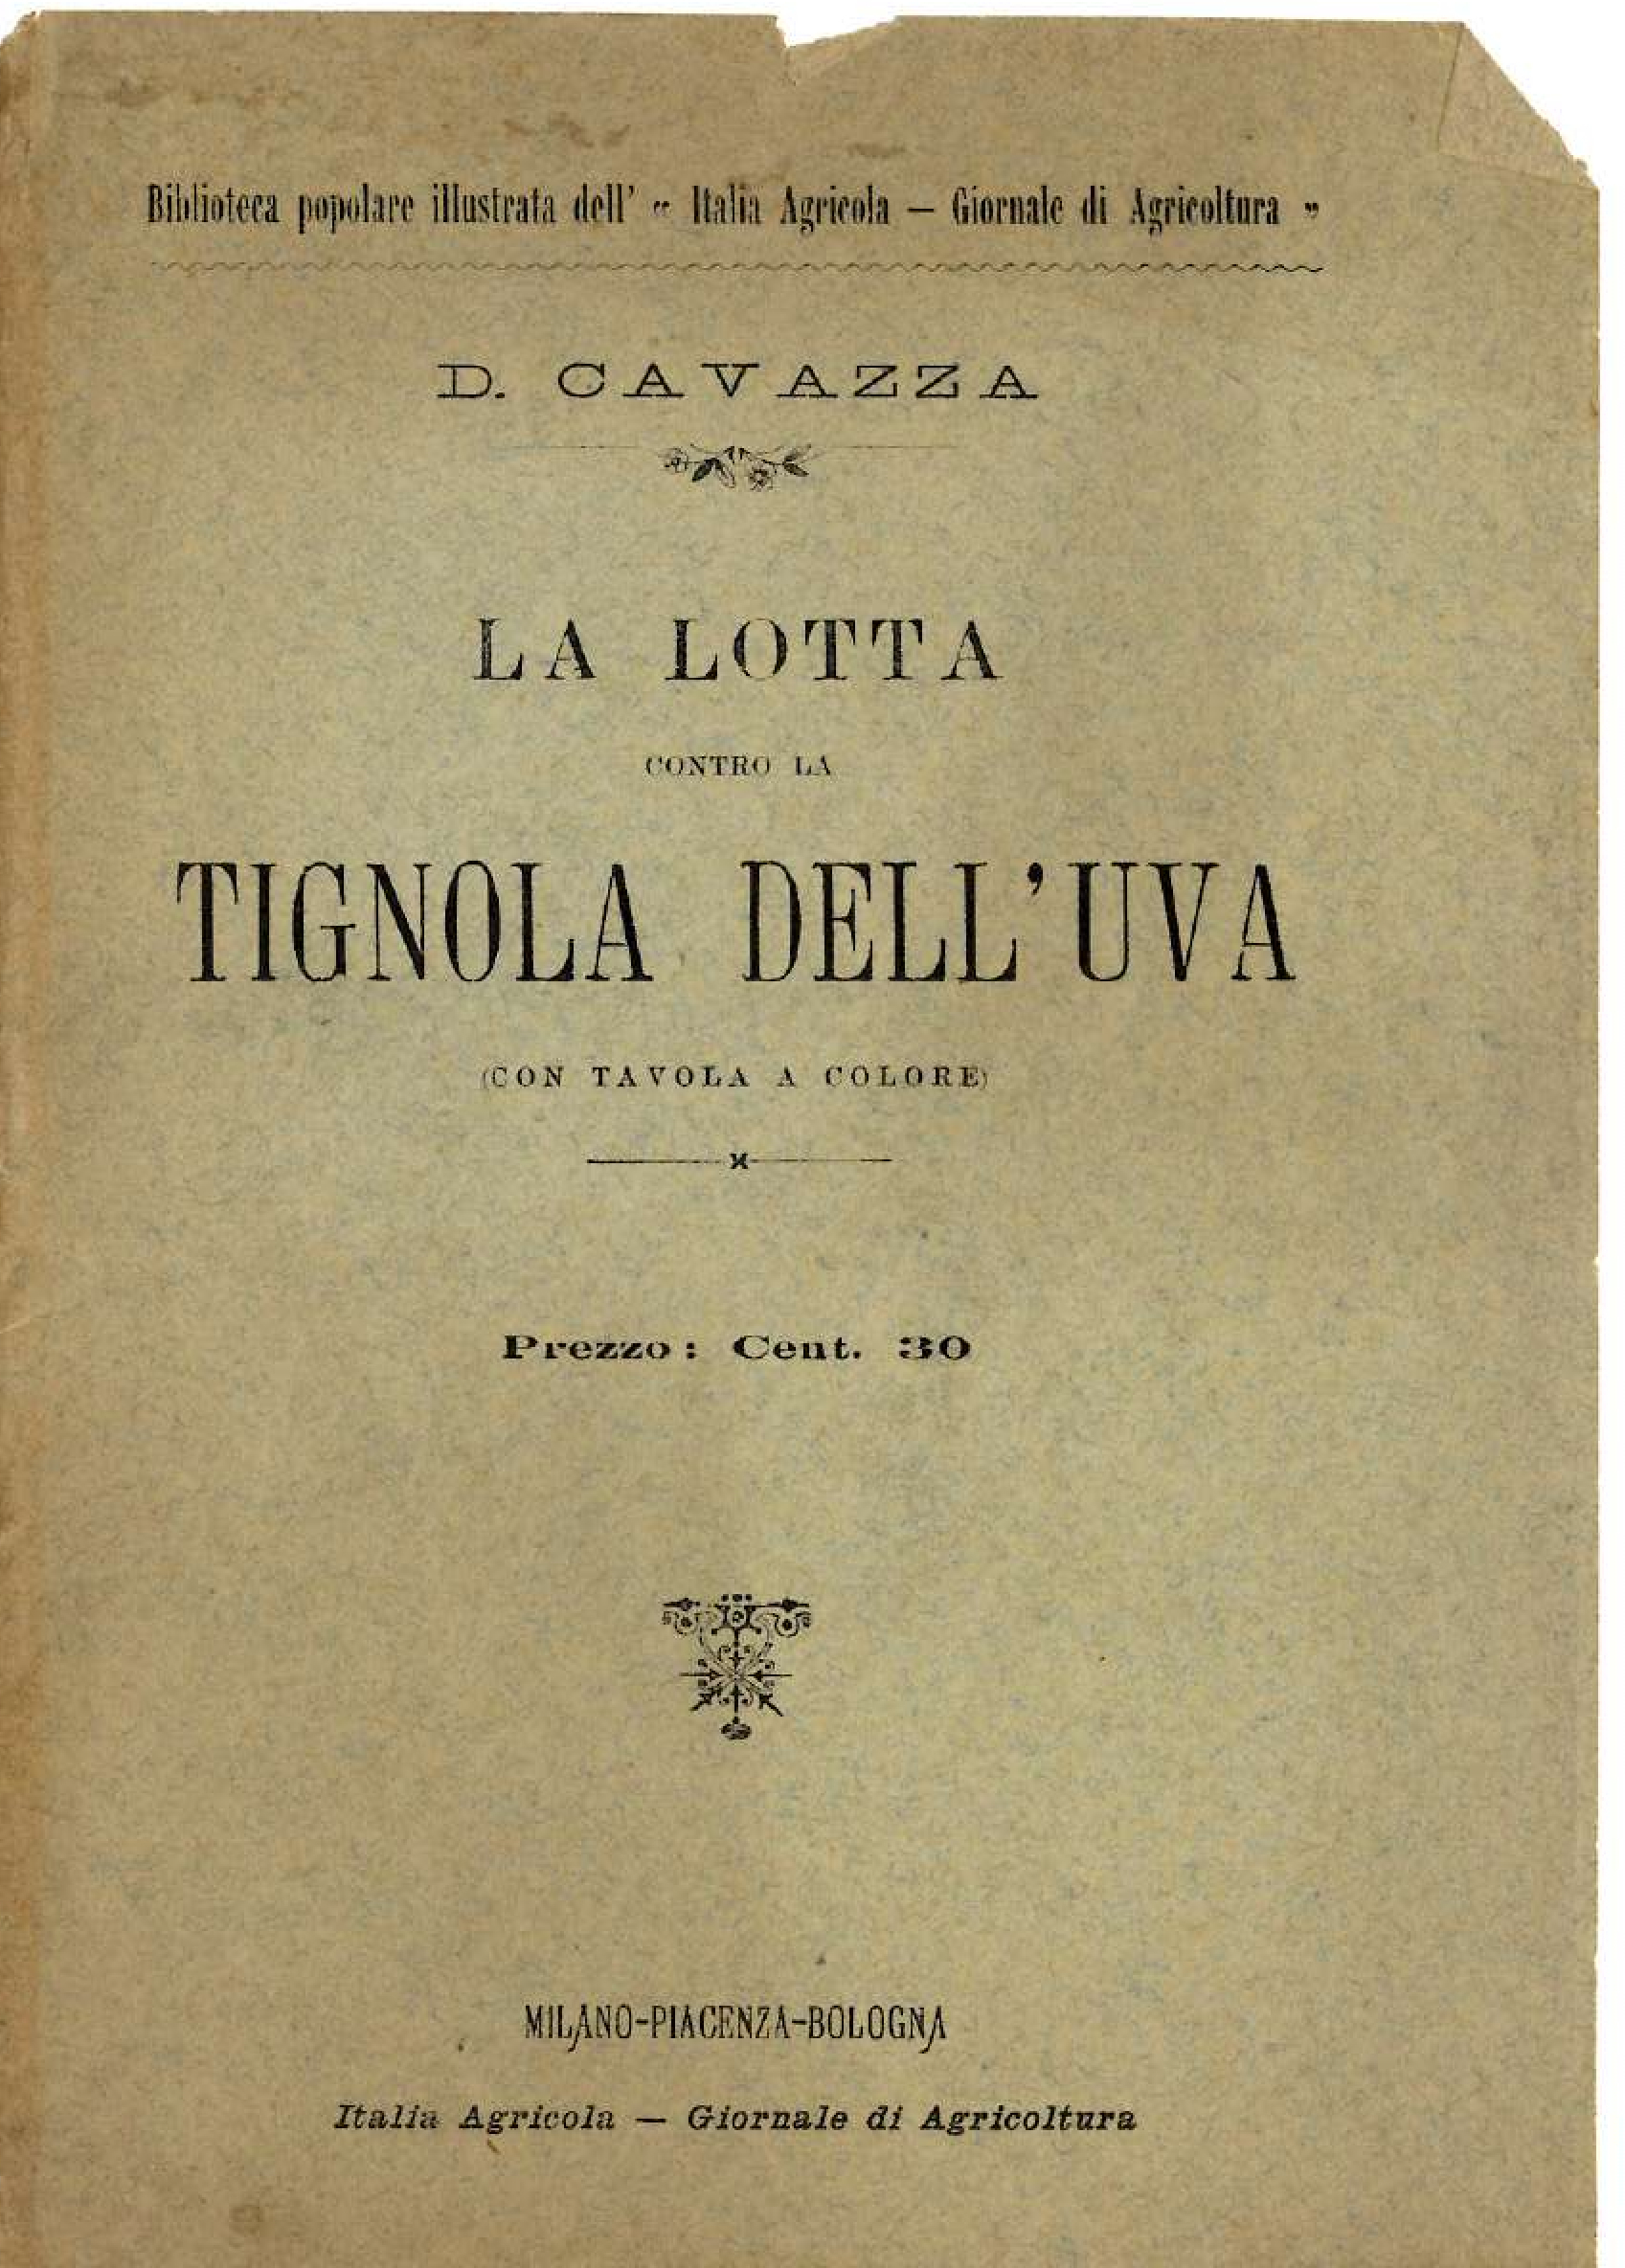 Biblioteca popolare illustrata dell' “ Italia Agricola — Giornale di Agricoltura ”
D. CAVAZZA
LA LOTTA
CONTRO LA
TIGNOLA DELL'UVA
(CON TAVOLA A COLORE)
Prezzo: Cent. 30
MILANO-PIACENZA-BOLOGNA
Italia Agricola — Giornale di Agricoltura